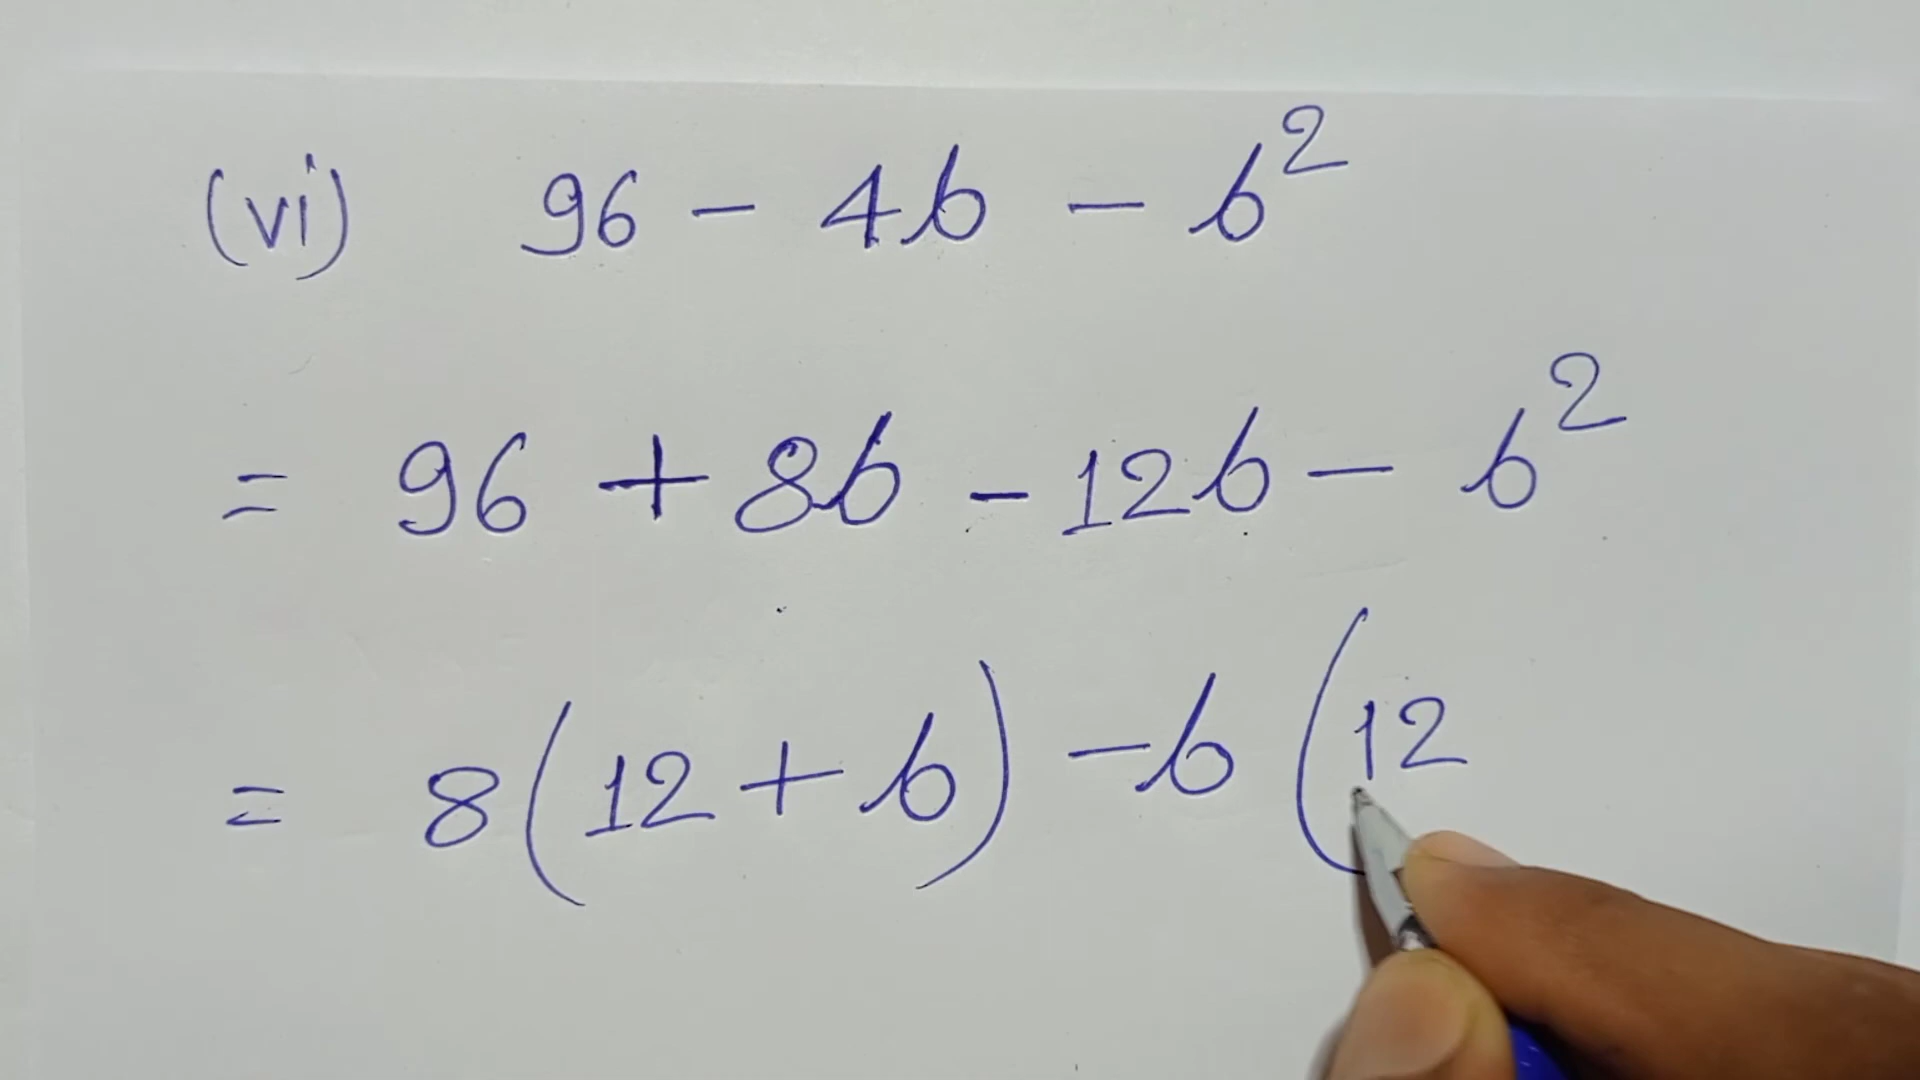 (vi) 96 - 4b - b²
= 96 + 8b - 12b - b²
= 8(12 + b) - b(12